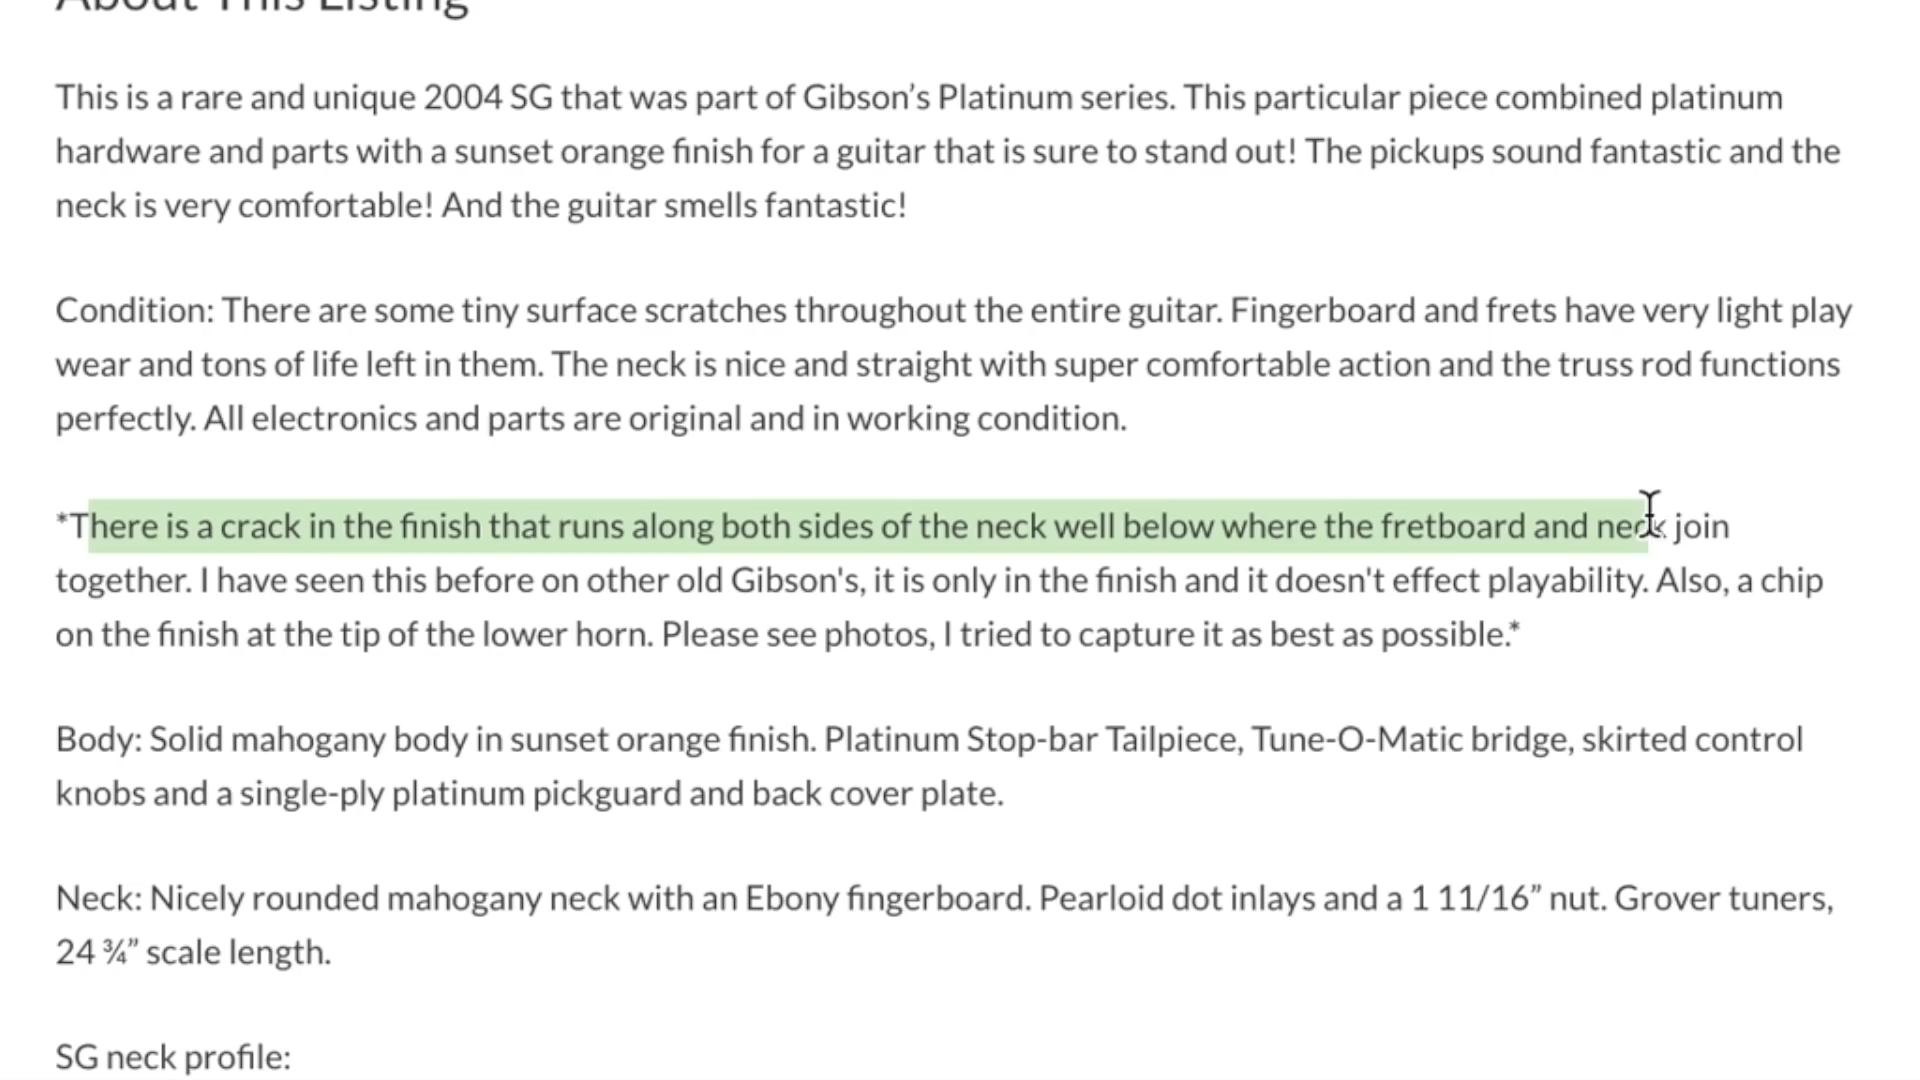 About This Listing
This is a rare and unique 2004 SG that was part of Gibson’s Platinum series. This particular piece combined platinum
hardware and parts with a sunset orange finish for a guitar that is sure to stand out! The pickups sound fantastic and the
neck is very comfortable! And the guitar smells fantastic!
Condition: There are some tiny surface scratches throughout the entire guitar. Fingerboard and frets have very light play
wear and tons of life left in them. The neck is nice and straight with super comfortable action and the truss rod functions
perfectly. All electronics and parts are original and in working condition.
*There is a crack in the finish that runs along both sides of the neck well below where the fretboard and neck join
together. I have seen this before on other old Gibson's, it is only in the finish and it doesn't effect playability. Also, a chip
on the finish at the tip of the lower horn. Please see photos, I tried to capture it as best as possible.*
Body: Solid mahogany body in sunset orange finish. Platinum Stop-bar Tailpiece, Tune-O-Matic bridge, skirted control
knobs and a single-ply platinum pickguard and back cover plate.
Neck: Nicely rounded mahogany neck with an Ebony fingerboard. Pearloid dot inlays and a 1 11/16” nut. Grover tuners,
24 ¾” scale length.
SG neck profile: